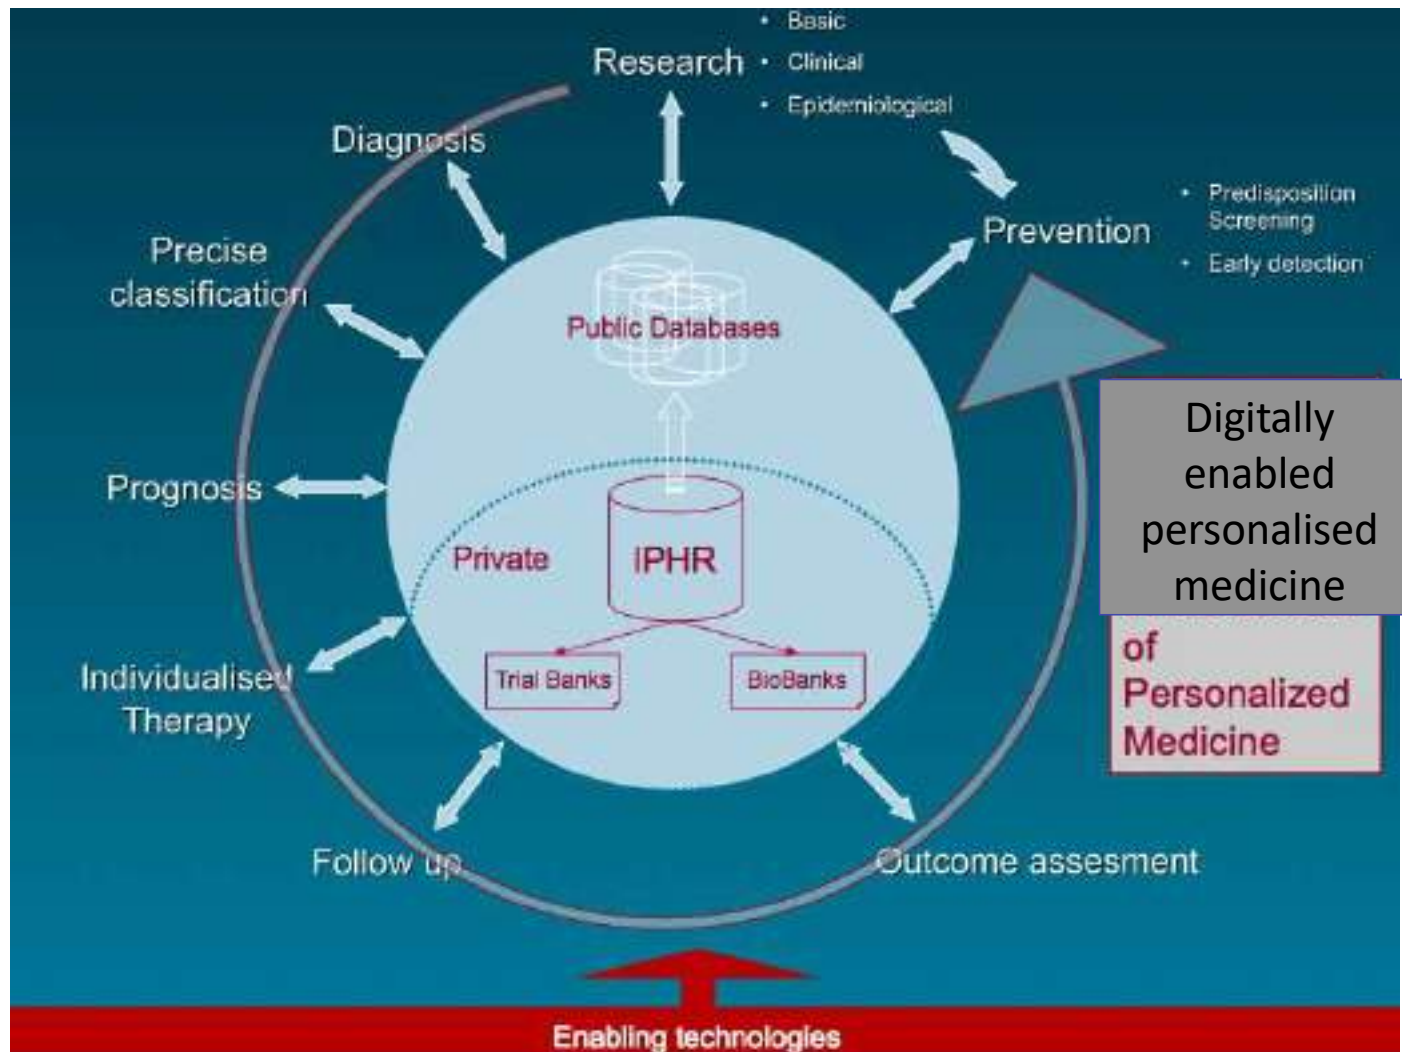 Research
• Basic
• Clinical
• Epidemiological
Diagnosis
Prevention
• Predisposition
Screening
• Early detection
Precise
classification
Public Databases
Prognosis
Private
IPHR
Trial Banks
BioBanks
Individualised
Therapy
Follow up
Outcome assesment
Digitally
enabled
personalised
medicine
of
Personalized
Medicine
Enabling technologies